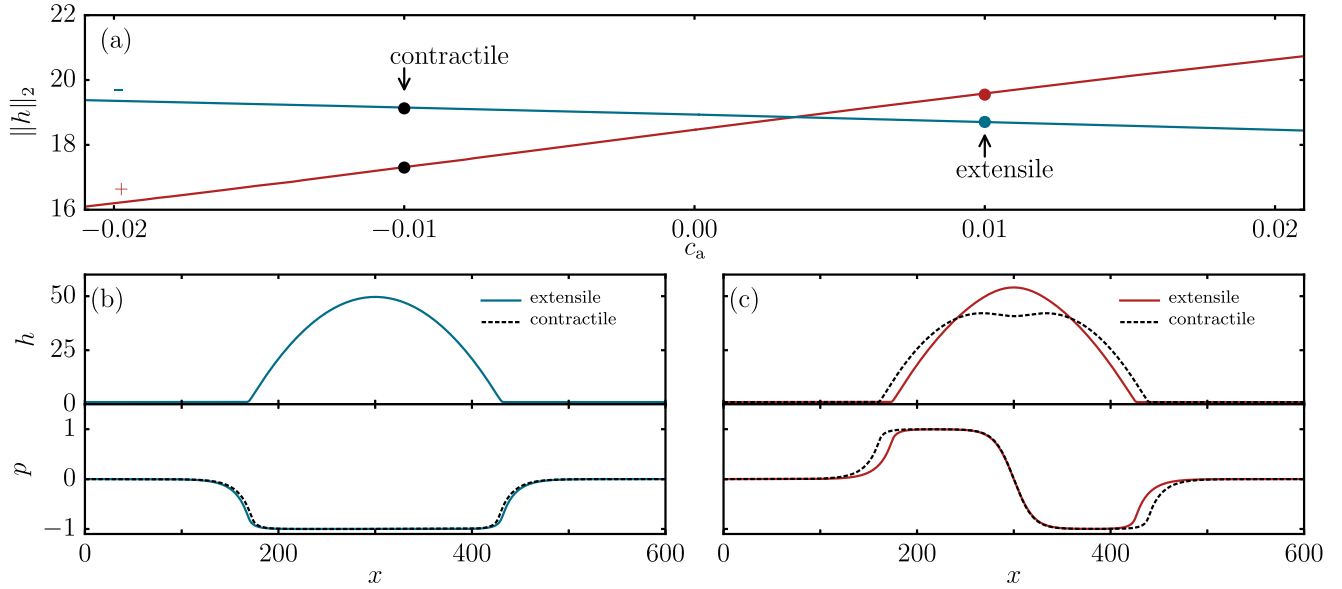 22
(a)
contractile
20
−
‖h‖₂
18
extensile
+
16
−0.02 −0.01 0.00 0.01 0.02
cₐ
50 (b) extensile
contractile
h
25
0
1
p
0
−1
0 200 400 600
x
(c) extensile
contractile
0 200 400 600
x